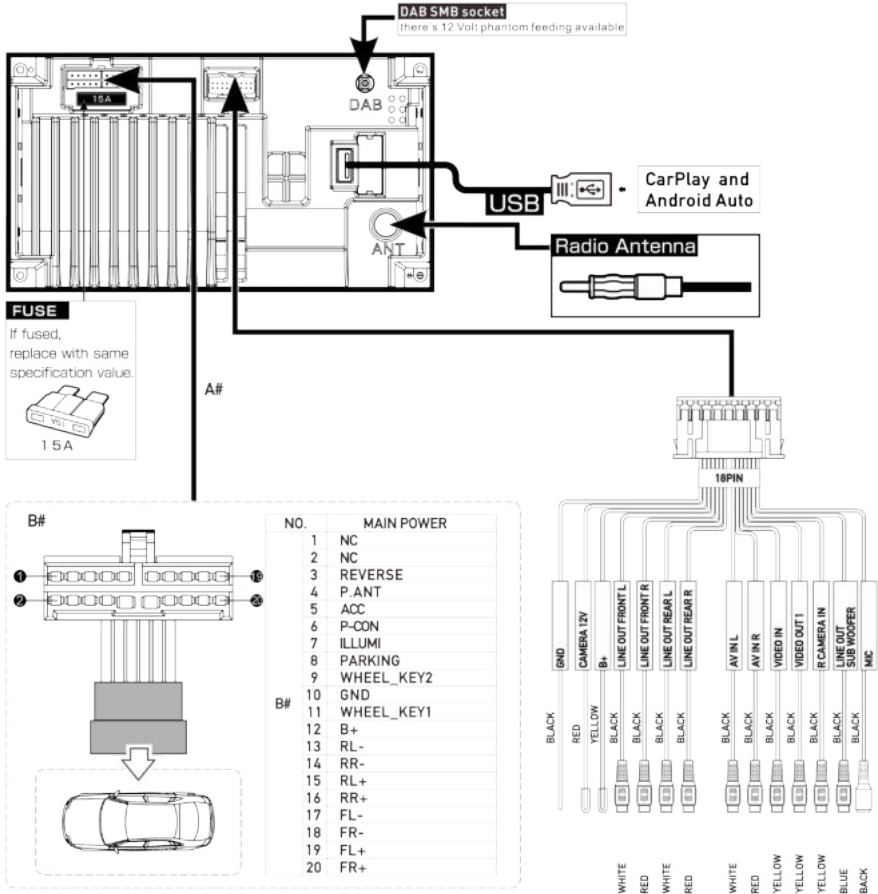 DAB SMB socket
there's 12 Volt phantom feeding available
15A
DAB
USB
CarPlay and
Android Auto
ANT
Radio Antenna
FUSE
If fused,
replace with same
specification value.
15A
15A
A#
18PIN
B#
1
19
2
20
NO. MAIN POWER
B#
1 NC
2 NC
3 REVERSE
4 P.ANT
5 ACC
6 P-CON
7 ILLUMI
8 PARKING
9 WHEEL_KEY2
10 GND
11 WHEEL_KEY1
12 B+
13 RL-
14 RR-
15 RL+
16 RR+
17 FL-
18 FR-
19 FL+
20 FR+
GND
CAMERA 12V
B+
LINE OUT FRONT L
LINE OUT FRONT R
LINE OUT REAR L
LINE OUT REAR R
AV IN L
AV IN R
VIDEO IN
VIDEO OUT 1
R CAMERA IN
LINE OUT
SUB WOOFER
MIC
BLACK
RED
YELLOW
BLACK
BLACK
BLACK
BLACK
BLACK
BLACK
BLACK
BLACK
BLACK
BLACK
BLACK
WHITE
RED
WHITE
RED
WHITE
RED
YELLOW
YELLOW
YELLOW
BLUE
BACK